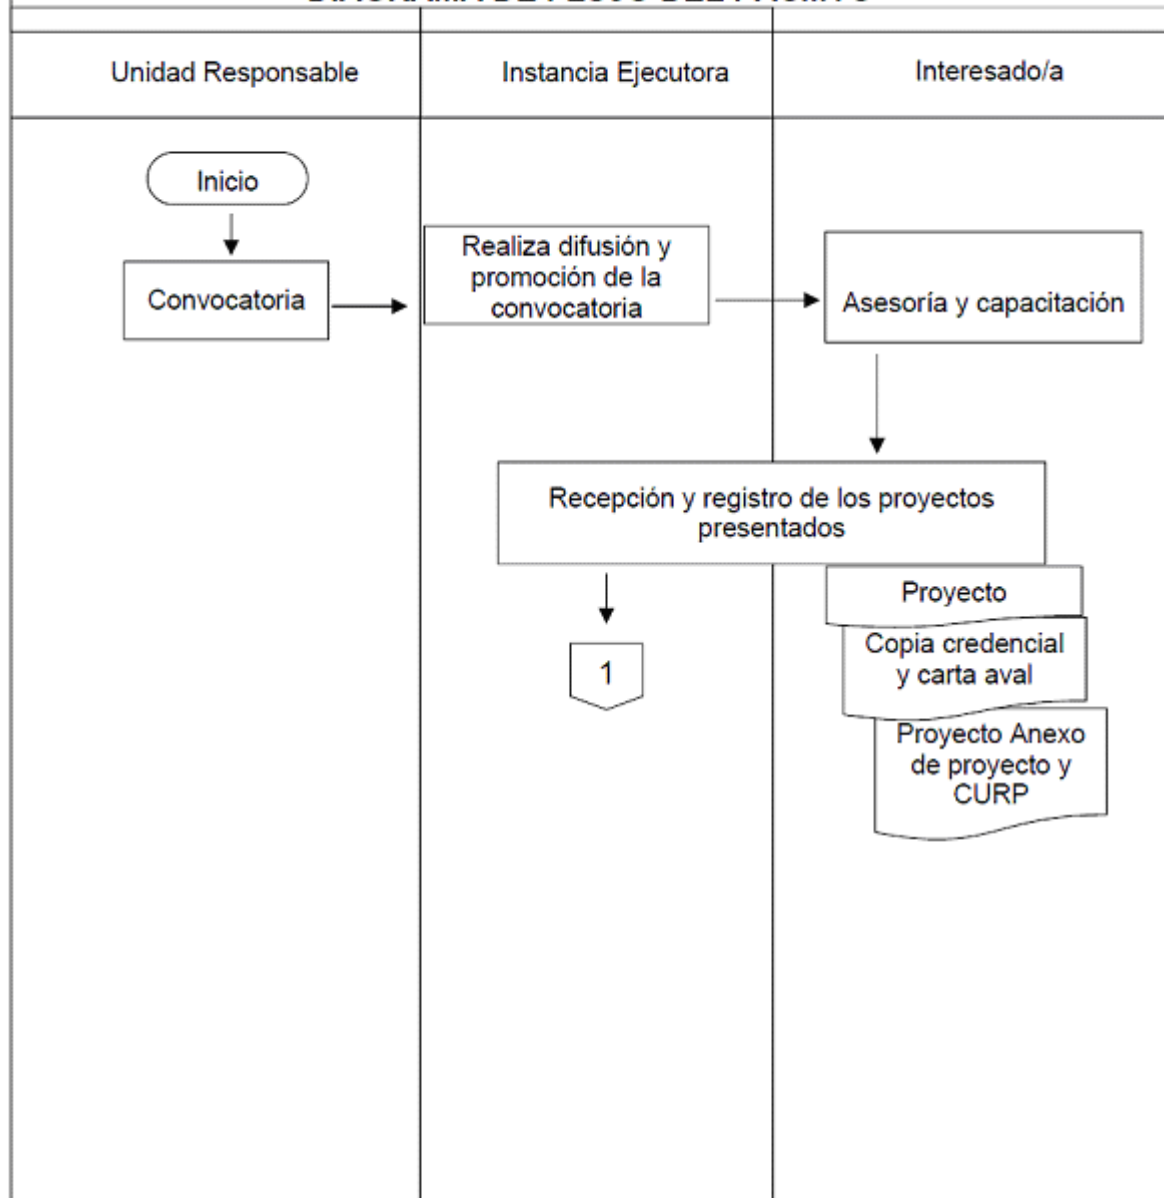 Unidad Responsable
Instancia Ejecutora
Interesado/a
Inicio
Convocatoria
Realiza difusión y
promoción de la
convocatoria
Asesoría y capacitación
Recepción y registro de los proyectos
presentados
Proyecto
Copia credencial
y carta aval
1
Proyecto Anexo
de proyecto y
CURP